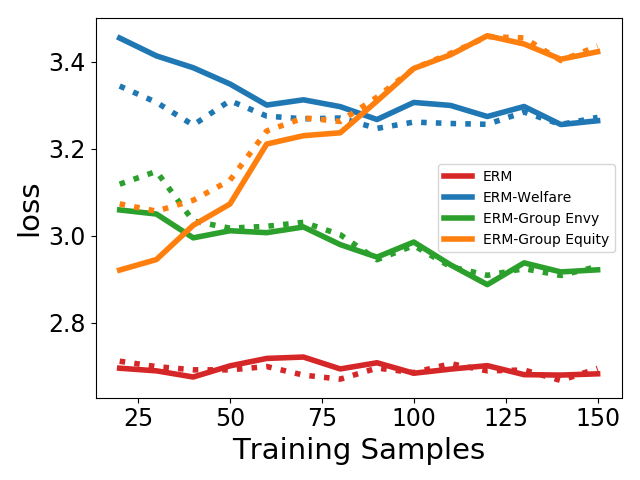 3.4
3.2
3.0
2.8
loss
ERM
ERM-Welfare
ERM-Group Envy
ERM-Group Equity
25 50 75 100 125 150
Training Samples